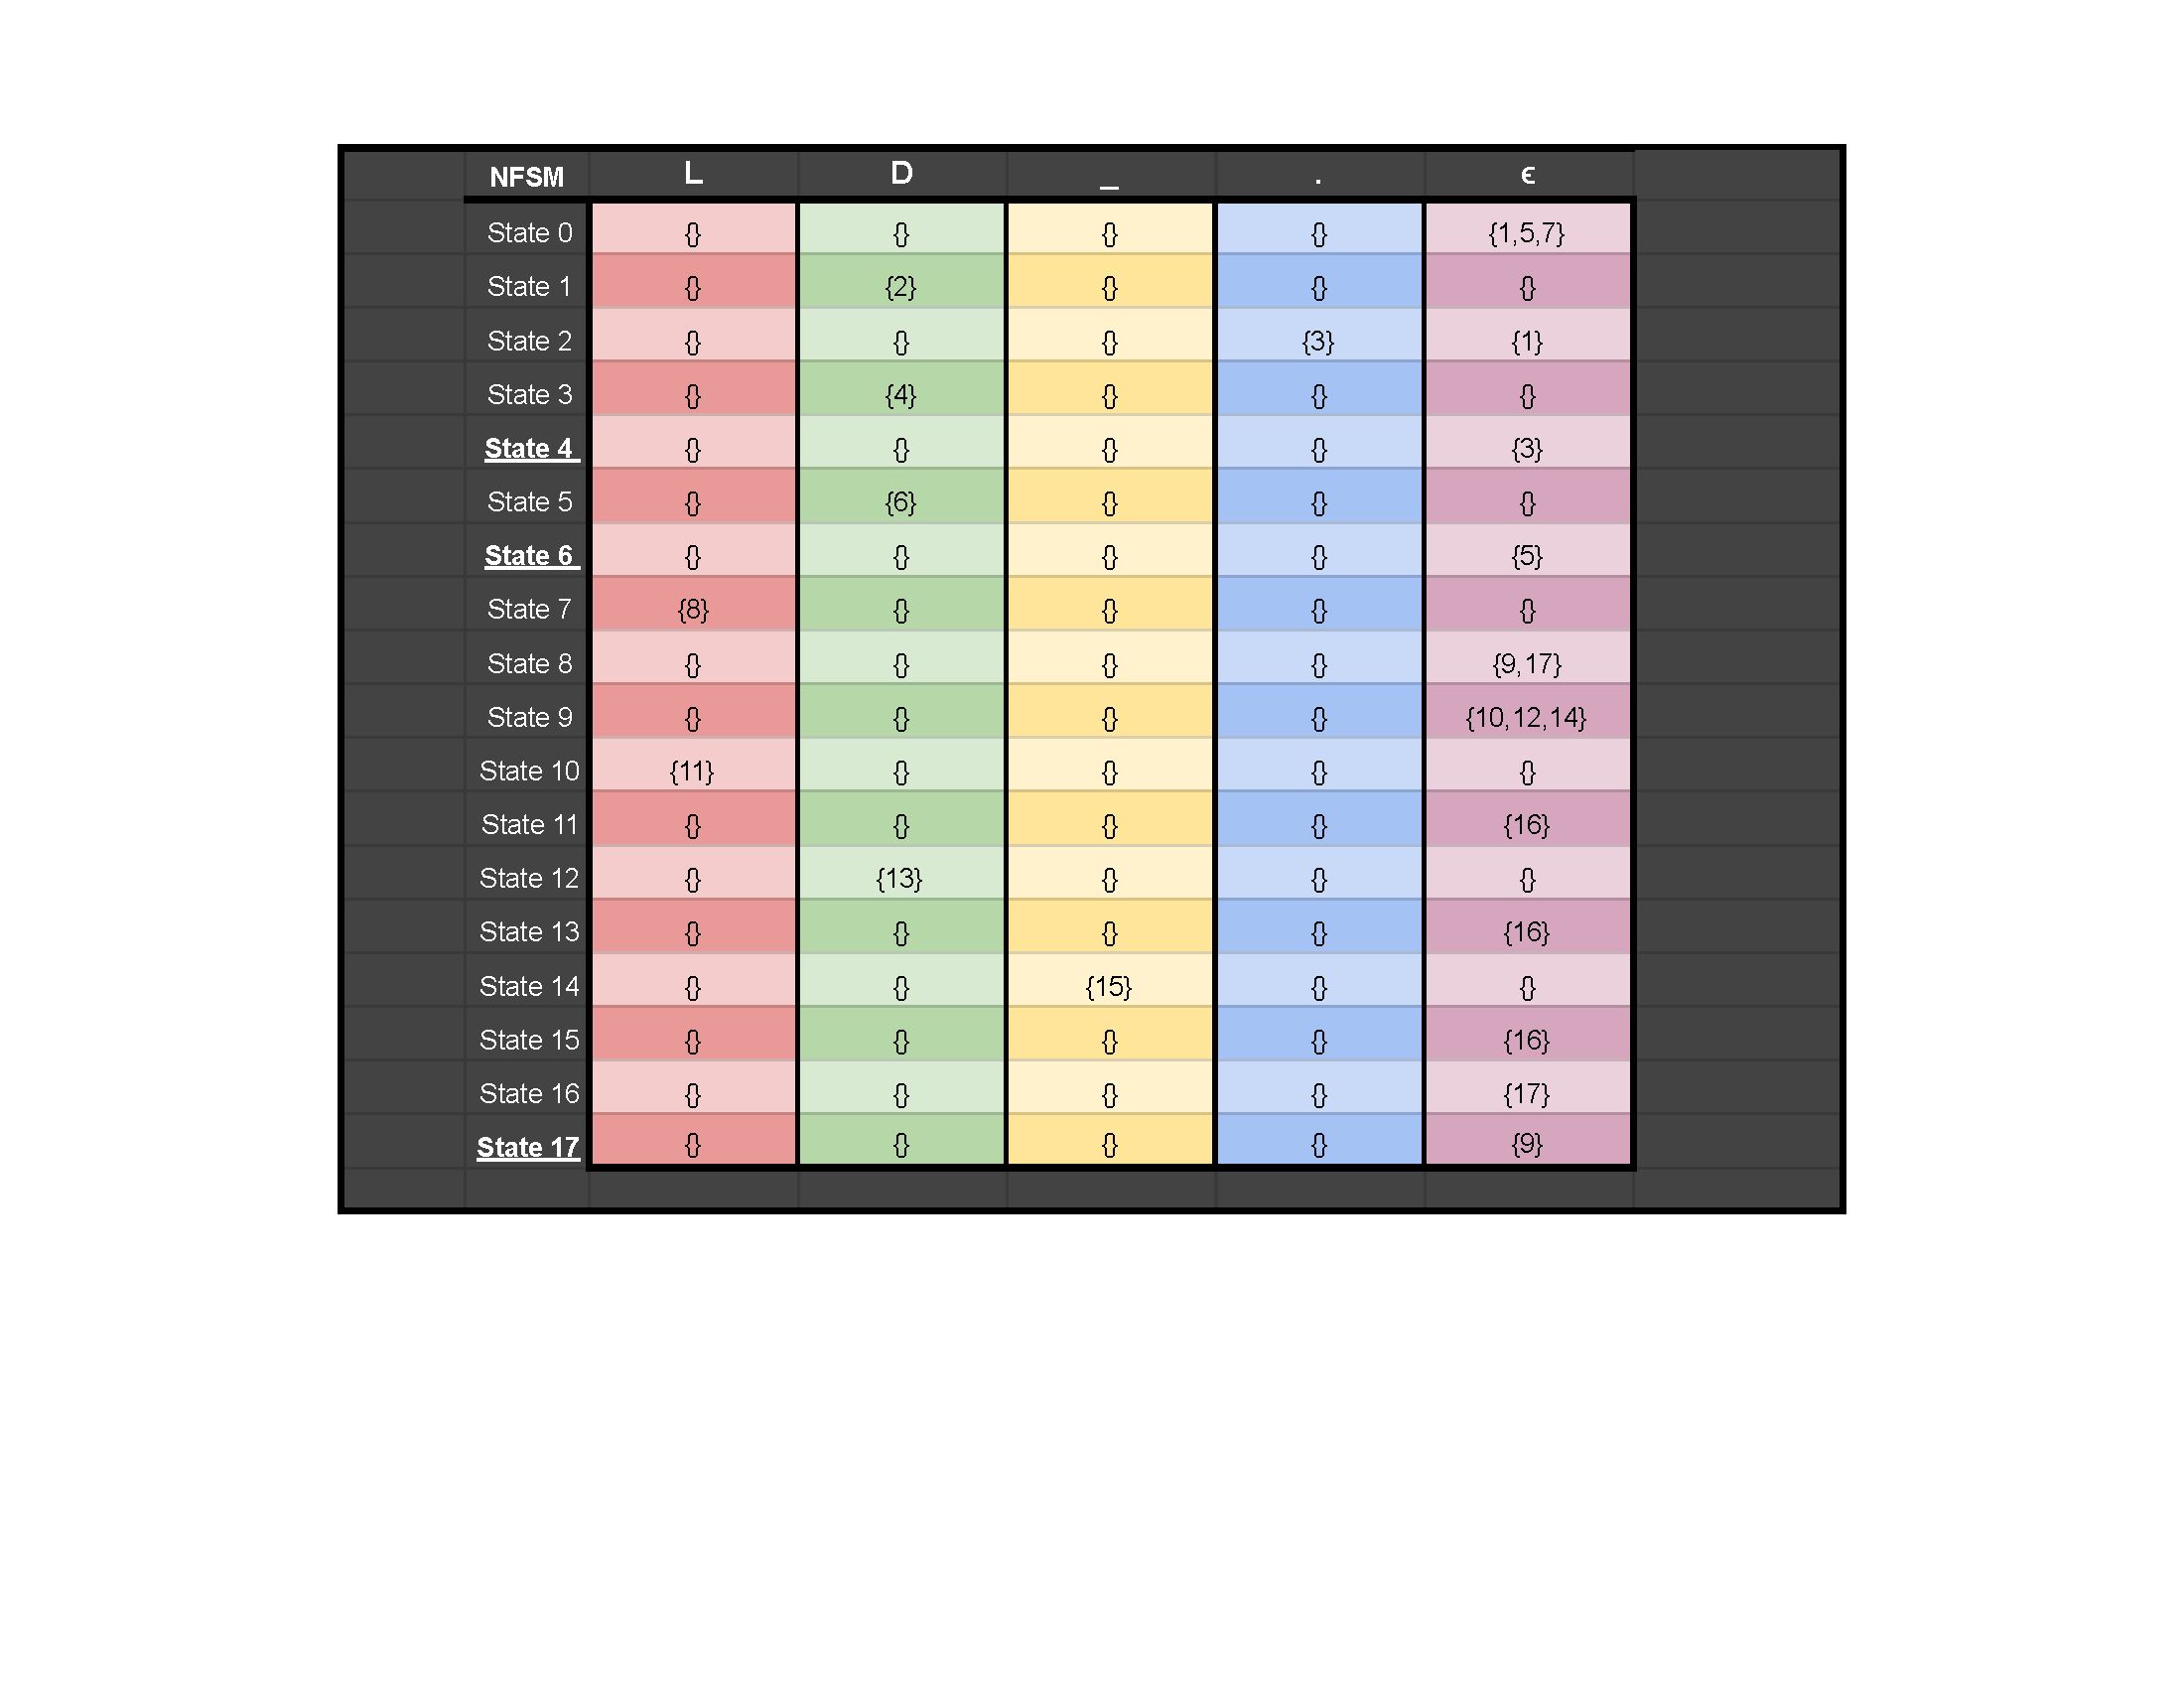 NFSM L D _ . ϵ
State 0 {} {} {} {} {1,5,7}
State 1 {} {2} {} {} {}
State 2 {} {} {} {3} {1}
State 3 {} {4} {} {} {}
State 4 {} {} {} {} {3}
State 5 {} {6} {} {} {}
State 6 {} {} {} {} {5}
State 7 {8} {} {} {} {}
State 8 {} {} {} {} {9,17}
State 9 {} {} {} {} {10,12,14}
State 10 {11} {} {} {} {}
State 11 {} {} {} {} {16}
State 12 {} {13} {} {} {}
State 13 {} {} {} {} {16}
State 14 {} {} {15} {} {}
State 15 {} {} {} {} {16}
State 16 {} {} {} {} {17}
State 17 {} {} {} {} {9}